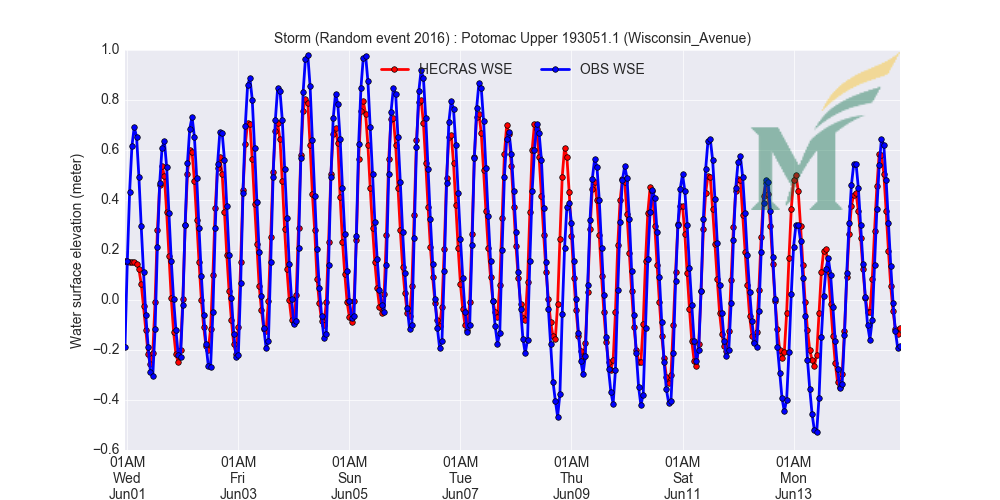 Storm (Random event 2016) : Potomac Upper 193051.1 (Wisconsin_Avenue)
HECRAS WSE OBS WSE
M
Water surface elevation (meter)
1.0
0.8
0.6
0.4
0.2
0.0
−0.2
−0.4
−0.6
01AM 01AM 01AM 01AM 01AM 01AM 01AM
Wed Fri Sun Tue Thu Sat Mon
Jun01 Jun03 Jun05 Jun07 Jun09 Jun11 Jun13